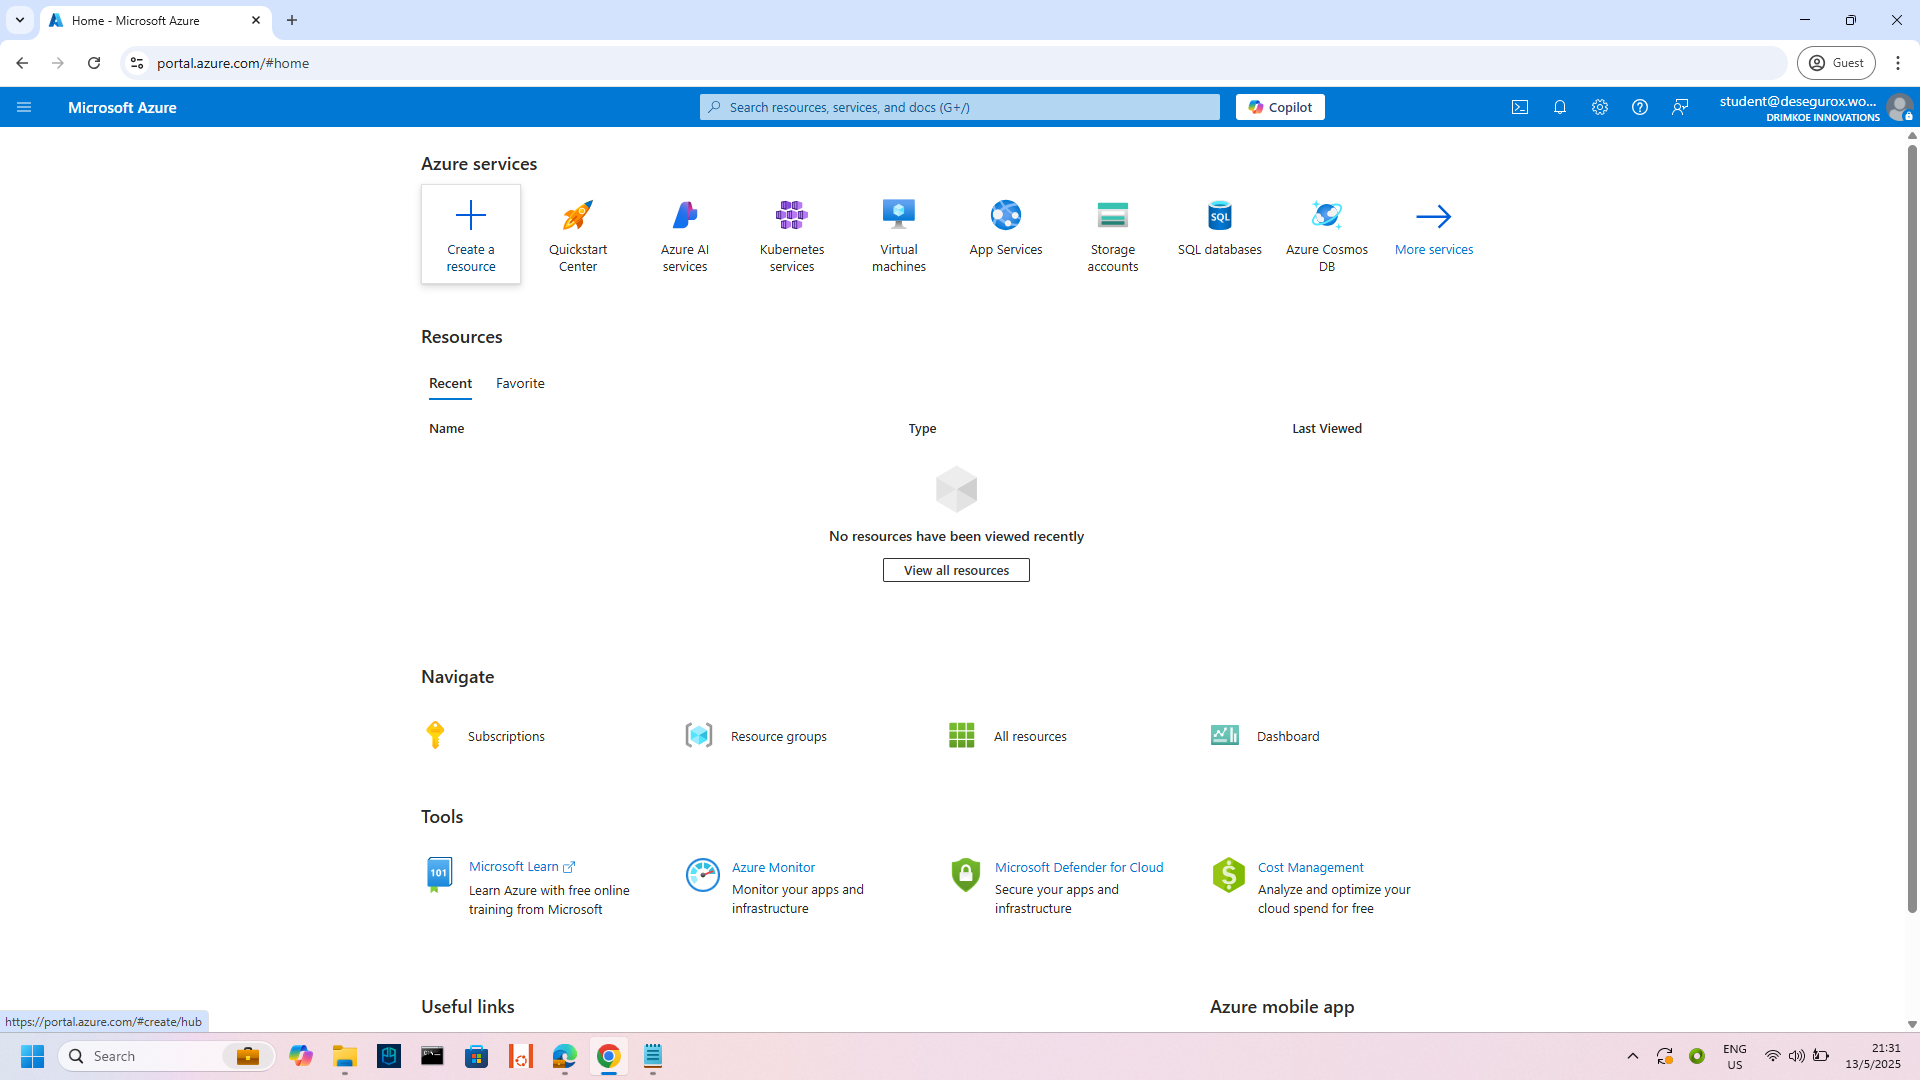 Home - Microsoft Azure
portal.azure.com/#home
Guest
Microsoft Azure
Search resources, services, and docs (G+/)
Copilot
student@desegurox.wo...
DRIMKOE INNOVATIONS
Azure services
Create a
resource
Quickstart
Center
Azure AI
services
Kubernetes
services
Virtual
machines
App Services
Storage
accounts
SQL
SQL databases
Azure Cosmos
DB
More services
Resources
Recent
Favorite
Name
Type
Last Viewed
No resources have been viewed recently
View all resources
Navigate
Subscriptions
Resource groups
All resources
Dashboard
Tools
101
Microsoft Learn
Learn Azure with free online
training from Microsoft
Azure Monitor
Monitor your apps and
infrastructure
Microsoft Defender for Cloud
Secure your apps and
infrastructure
$
Cost Management
Analyze and optimize your
cloud spend for free
Useful links
Azure mobile app
https://portal.azure.com/#create/hub
Search
ENG
US
21:31
13/5/2025